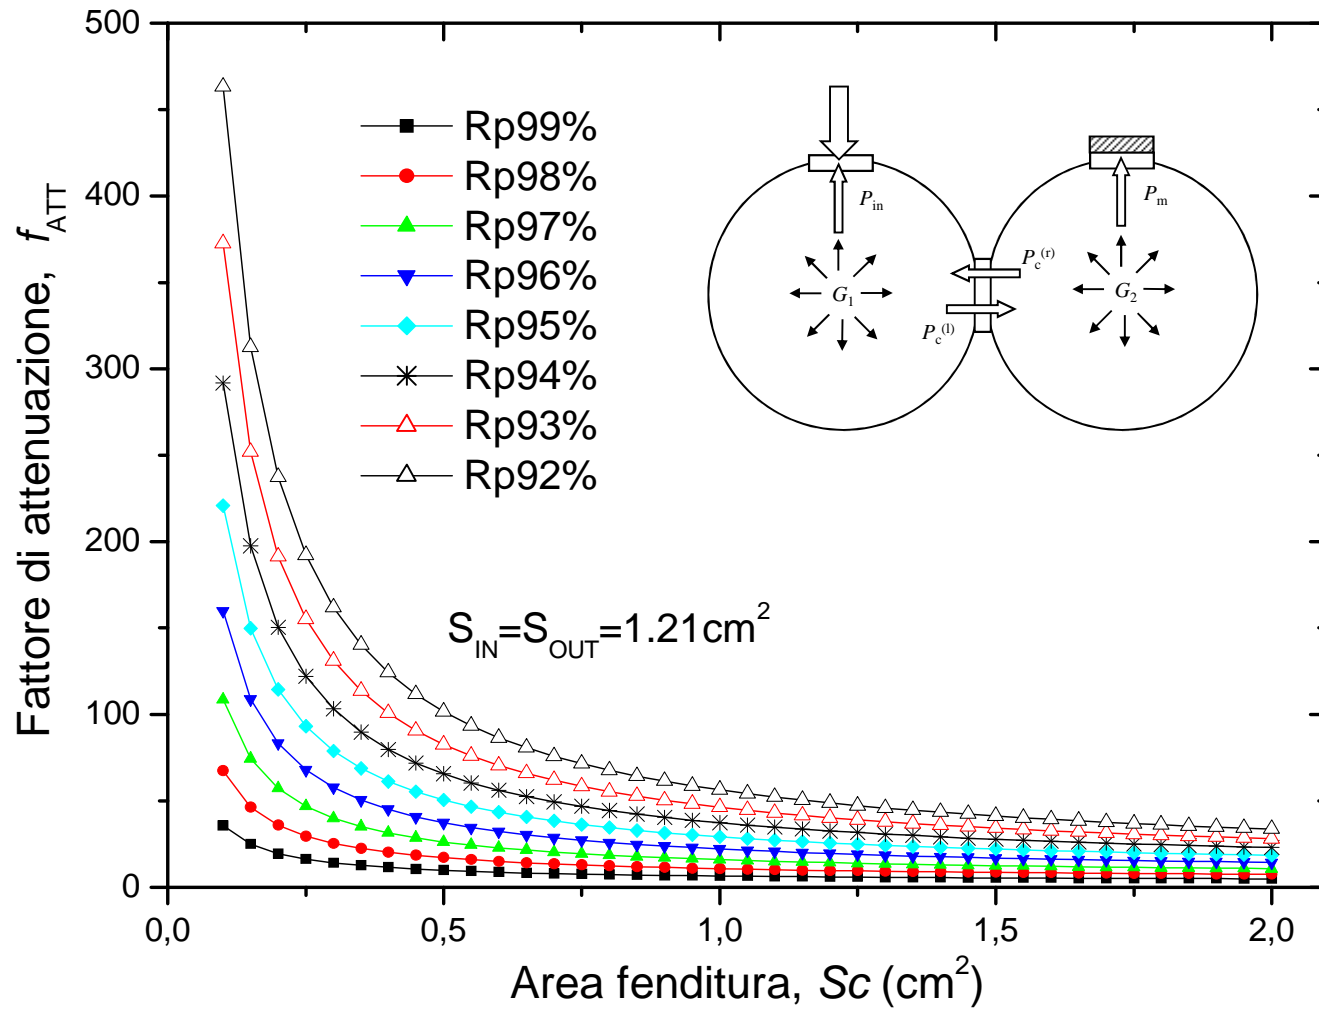 500
400
300
200
100
0
Fattore di attenuazione, fATT
Rp99%
Rp98%
Rp97%
Rp96%
Rp95%
Rp94%
Rp93%
Rp92%
Pin
Pm
Pc(r)
G1
G2
Pc(l)
SIN=SOUT=1.21cm2
0,0
0,5
1,0
1,5
2,0
Area fenditura, Sc (cm2)